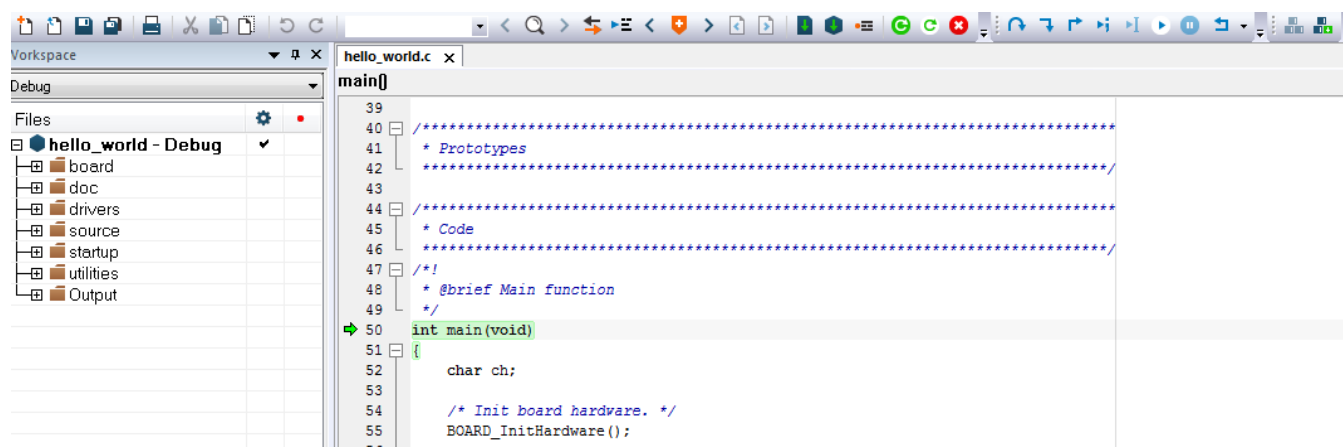 Workspace
hello_world.c
Debug
main()
Files
hello_world - Debug
board
doc
drivers
source
startup
utilities
Output
39
40 /*******************************************************************************
41  * Prototypes
42  ******************************************************************************/
43
44 /*******************************************************************************
45  * Code
46  ******************************************************************************/
47 /*!
48  * @brief Main function
49  */
50 int main(void)
51 {
52     char ch;
53
54     /* Init board hardware. */
55     BOARD_InitHardware();